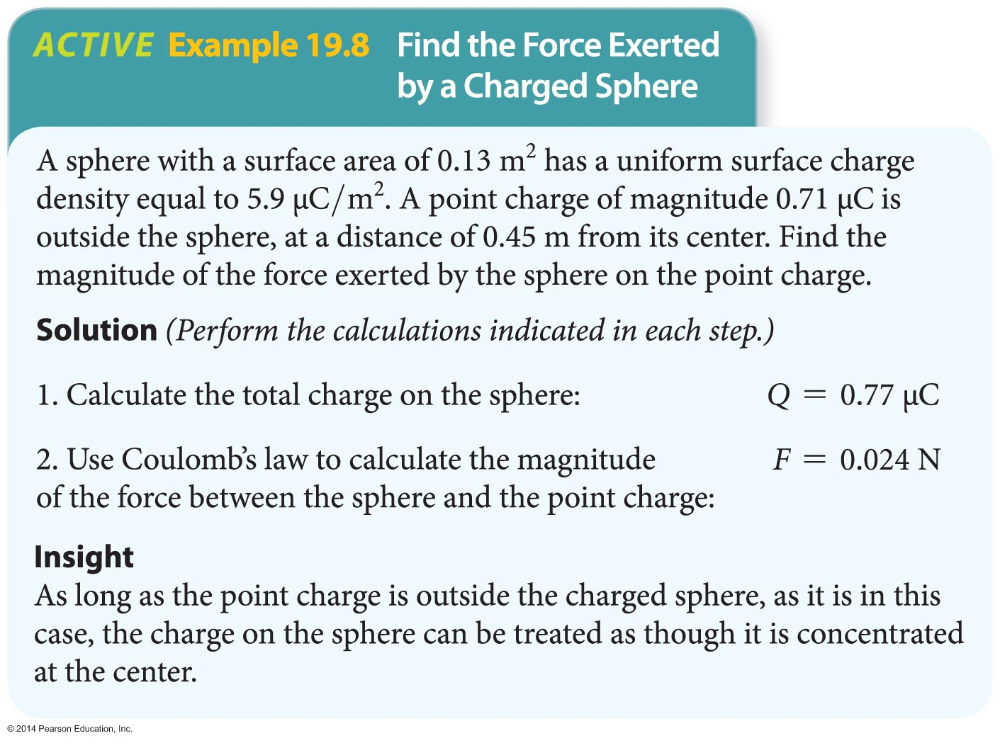 ACTIVE Example 19.8 Find the Force Exerted
by a Charged Sphere
A sphere with a surface area of 0.13 m² has a uniform surface charge
density equal to 5.9 μC/m². A point charge of magnitude 0.71 μC is
outside the sphere, at a distance of 0.45 m from its center. Find the
magnitude of the force exerted by the sphere on the point charge.
Solution (Perform the calculations indicated in each step.)
1. Calculate the total charge on the sphere: Q = 0.77 μC
2. Use Coulomb's law to calculate the magnitude F = 0.024 N
of the force between the sphere and the point charge:
Insight
As long as the point charge is outside the charged sphere, as it is in this
case, the charge on the sphere can be treated as though it is concentrated
at the center.
© 2014 Pearson Education, Inc.